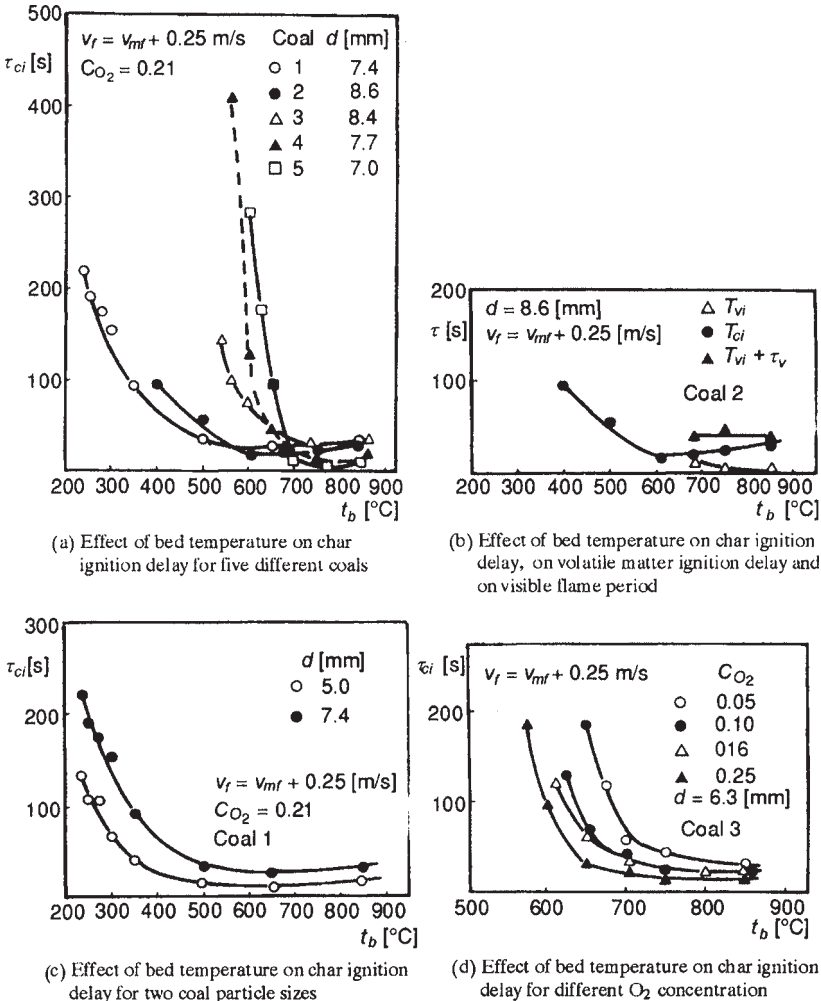 500
400
300
200
100
τci [s]
vf = vmf + 0.25 m/s
CO2 = 0.21
Coal d [mm]
○ 1 7.4
● 2 8.6
△ 3 8.4
▲ 4 7.7
□ 5 7.0
200 300 400 500 600 700 800 900
tb [°C]
(a) Effect of bed temperature on char
ignition delay for five different coals
200
τ [s]
100
d = 8.6 [mm]
vf = vmf + 0.25 [m/s]
△ Tvi
● Tci
▲ Tvi + τv
Coal 2
200 300 400 500 600 700 800 900
tb [°C]
(b) Effect of bed temperature on char ignition
delay, on volatile matter ignition delay and
on visible flame period
300
τci [s]
200
100
d [mm]
○ 5.0
● 7.4
vf = vmf + 0.25 [m/s]
CO2 = 0.21
Coal 1
200 300 400 500 600 700 800 900
tb [°C]
(c) Effect of bed temperature on char ignition
delay for two coal particle sizes
τci [s]
200
100
vf = vmf + 0.25 m/s
CO2
○ 0.05
● 0.10
△ 016
▲ 0.25
d = 6.3 [mm]
Coal 3
500 600 700 800 900
tb [°C]
(d) Effect of bed temperature on char ignition
delay for different O2 concentration